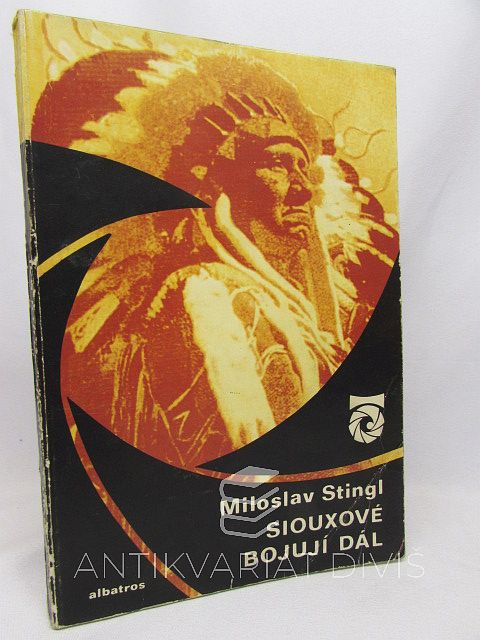 Miloslav Stingl
SIOUXOVÉ
BOJUJÍ DÁL
ANTIKVARIÁT DIVIŠ
albatros